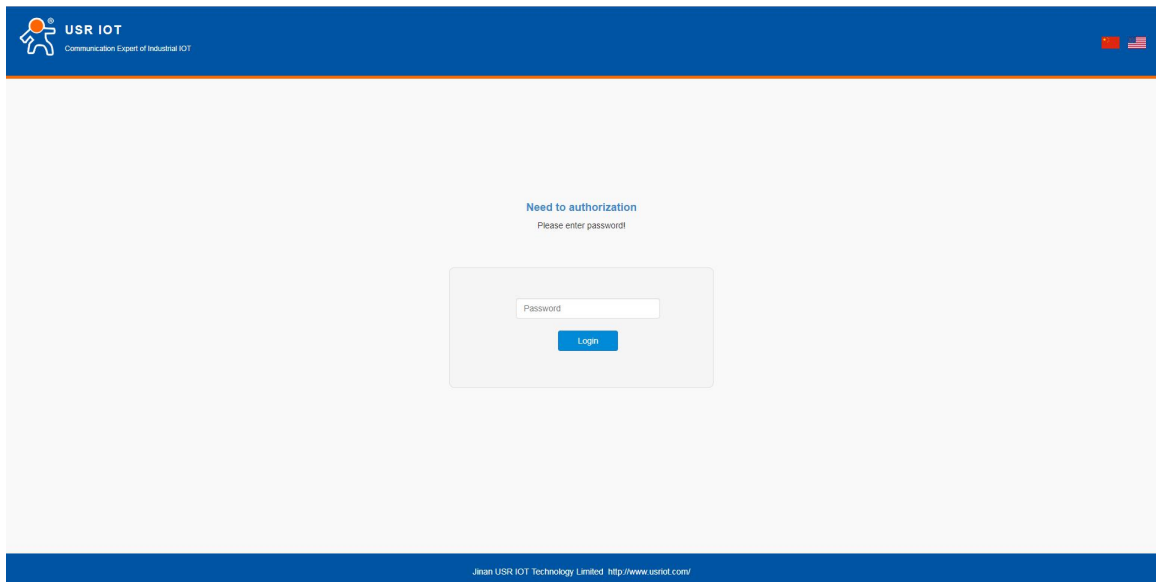 ®
USR IOT
Communication Expert of Industrial IOT
Need to authorization
Please enter password!
Password
Login
Jinan USR IOT Technology Limited http://www.usriot.com/